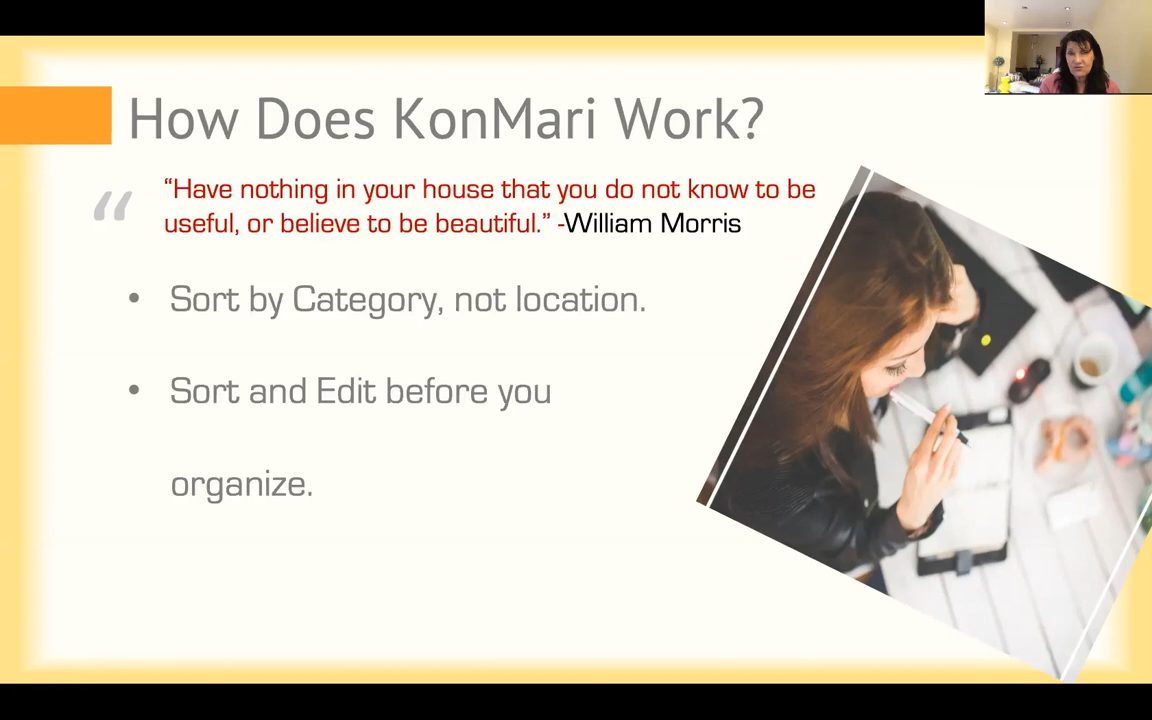 How Does KonMari Work?
“
“Have nothing in your house that you do not know to be
useful, or believe to be beautiful.” -William Morris
• Sort by Category, not location.
• Sort and Edit before you
organize.